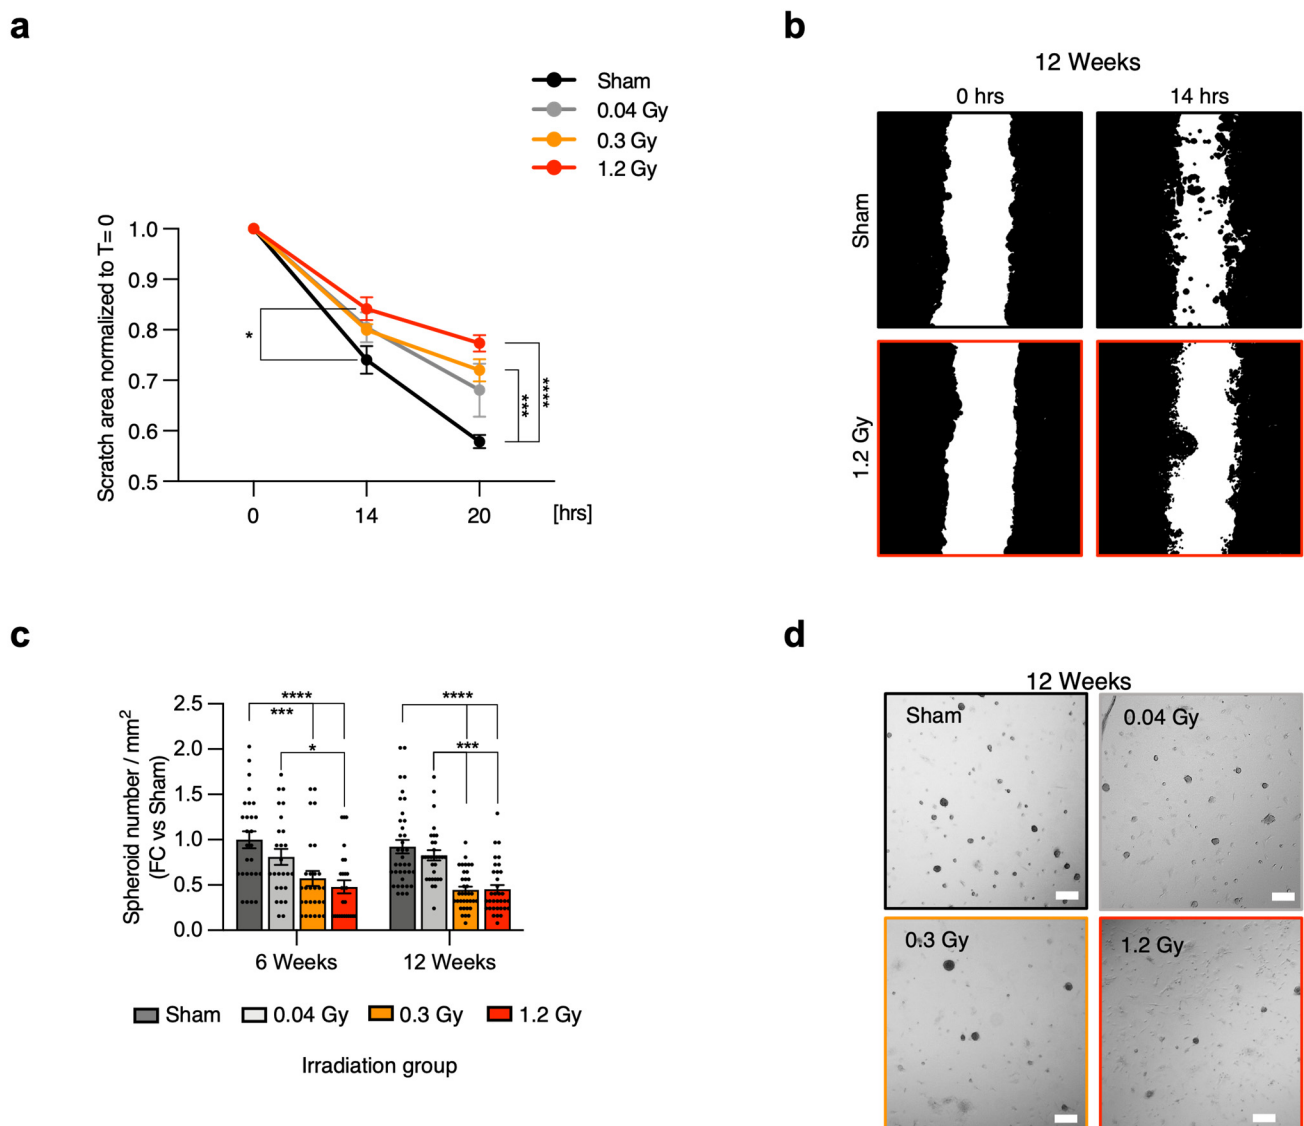 a
Sham
0.04 Gy
0.3 Gy
1.2 Gy
Scratch area normalized to T= 0
1.0
0.9
0.8
0.7
0.6
0.5
*
***
****
0
14
20
[hrs]
b
12 Weeks
0 hrs
14 hrs
Sham
1.2 Gy
c
Spheroid number / mm²
(FC vs Sham)
2.5
2.0
1.5
1.0
0.5
0.0
****
***
*
****
***
6 Weeks
12 Weeks
Sham
0.04 Gy
0.3 Gy
1.2 Gy
Irradiation group
d
12 Weeks
Sham
0.04 Gy
0.3 Gy
1.2 Gy